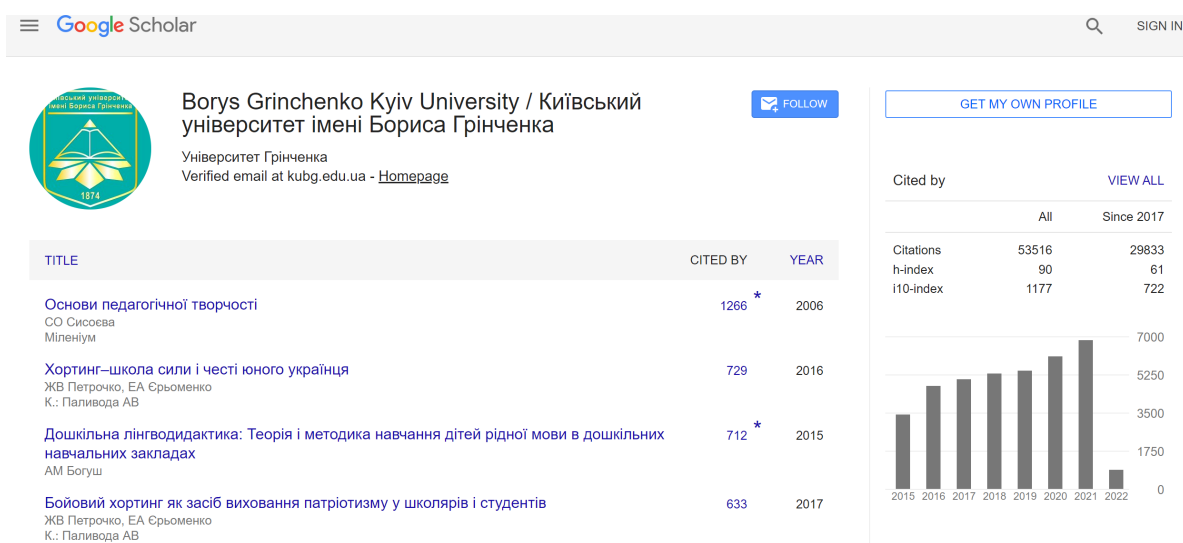 Google Scholar
SIGN IN
імені Бориса Грінченка
1874
Borys Grinchenko Kyiv University / Київський
університет імені Бориса Грінченка
Університет Грінченка
Verified email at kubg.edu.ua - Homepage
FOLLOW
GET MY OWN PROFILE
TITLE CITED BY YEAR
Основи педагогічної творчості 1266 * 2006
СО Сисоєва
Міленіум
Хортинг–школа сили і честі юного українця 729 2016
ЖВ Петрочко, ЕА Єрьоменко
К.: Паливода АВ
Дошкільна лінгводидактика: Теорія і методика навчання дітей рідної мови в дошкільних 712 * 2015
навчальних закладах
АМ Богуш
Бойовий хортинг як засіб виховання патріотизму у школярів і студентів 633 2017
ЖВ Петрочко, ЕА Єрьоменко
К.: Паливода АВ
Cited by VIEW ALL
All Since 2017
Citations 53516 29833
h-index 90 61
i10-index 1177 722
7000
5250
3500
1750
0
2015 2016 2017 2018 2019 2020 2021 2022